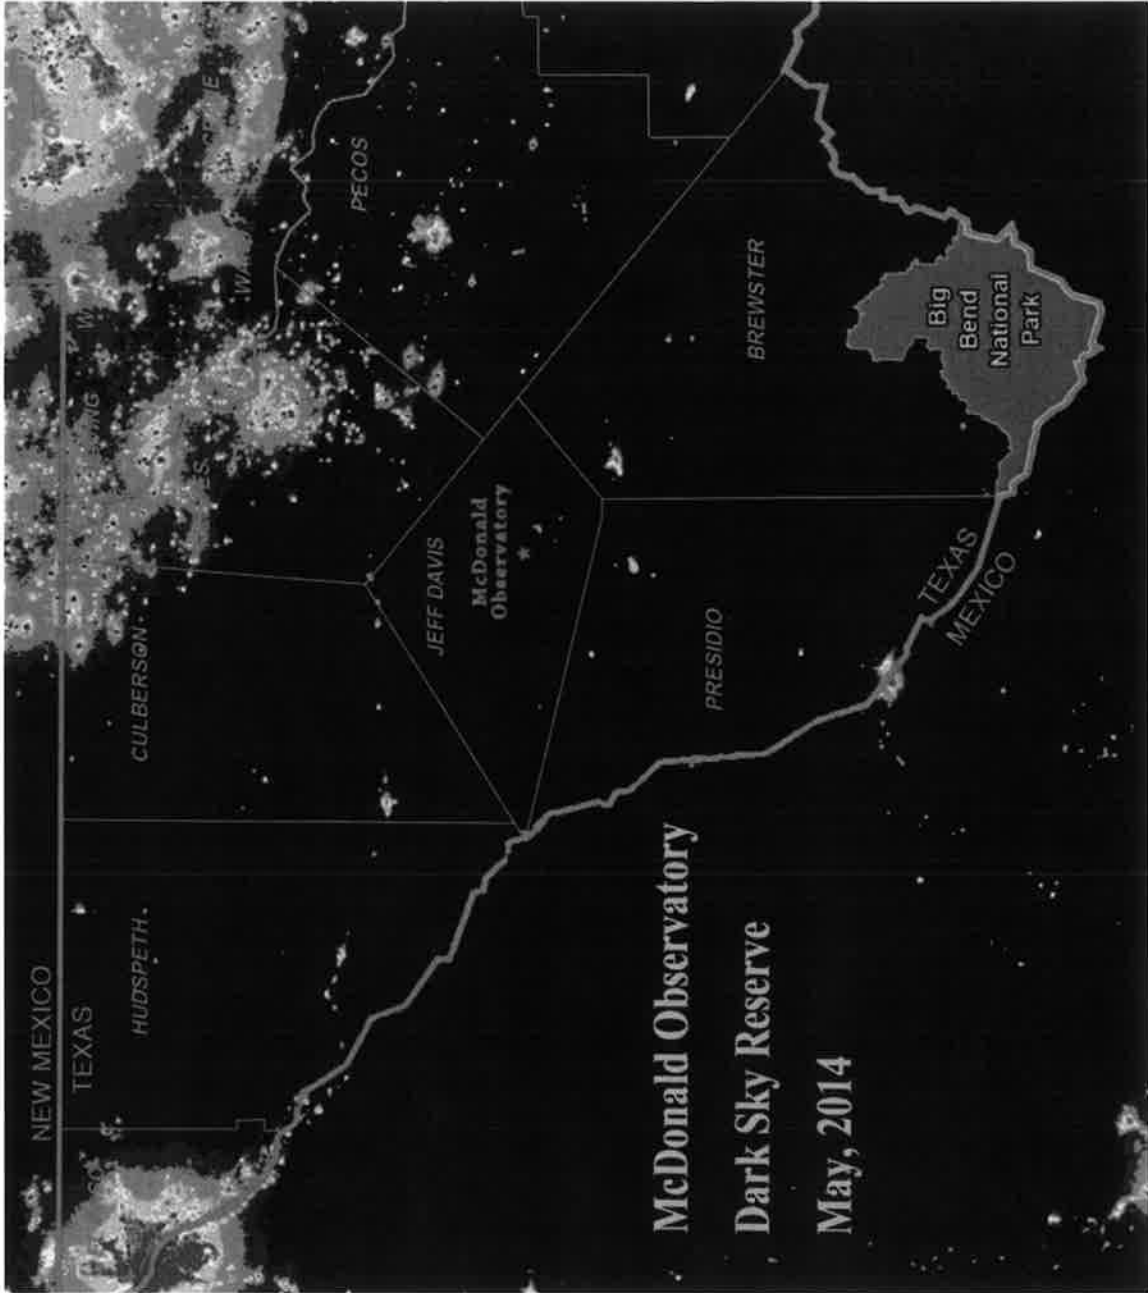 NEW MEXICO
TEXAS
HUDSPETH
CULBERSON
JEFF DAVIS
McDonald
Observatory
PECOS
PRESIDIO
BREWSTER
TEXAS
MEXICO
Big
Bend
National
Park
McDonald Observatory
Dark Sky Reserve
May, 2014